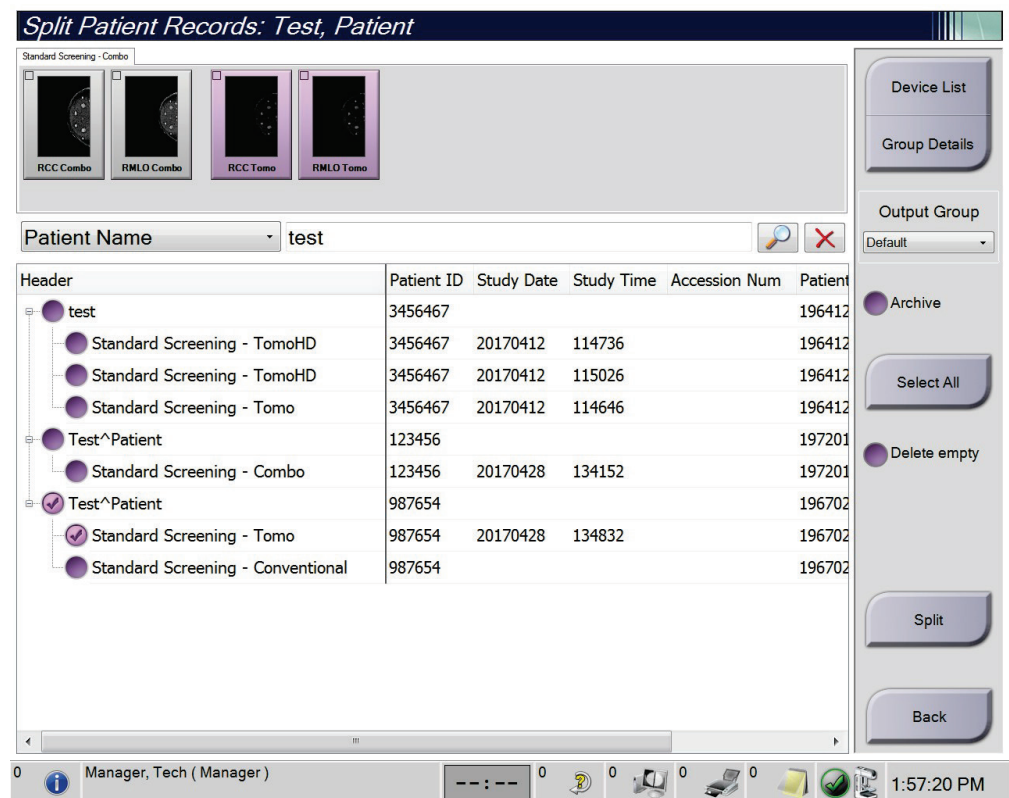 Split Patient Records: Test, Patient
Standard Screening - Combo
RCC Combo RMLO Combo RCC Tomo RMLO Tomo
Device List
Group Details
Output Group
Default
Patient Name test
Header Patient ID Study Date Study Time Accession Num Patient
test 3456467 196412
Standard Screening - TomoHD 3456467 20170412 114736 196412
Standard Screening - TomoHD 3456467 20170412 115026 196412
Standard Screening - Tomo 3456467 20170412 114646 196412
Test^Patient 123456 197201
Standard Screening - Combo 123456 20170428 134152 197201
Test^Patient 987654 196702
Standard Screening - Tomo 987654 20170428 134832 196702
Standard Screening - Conventional 987654 196702
Archive
Select All
Delete empty
Split
Back
0 Manager, Tech ( Manager ) --:-- 0 0 0 0 1:57:20 PM